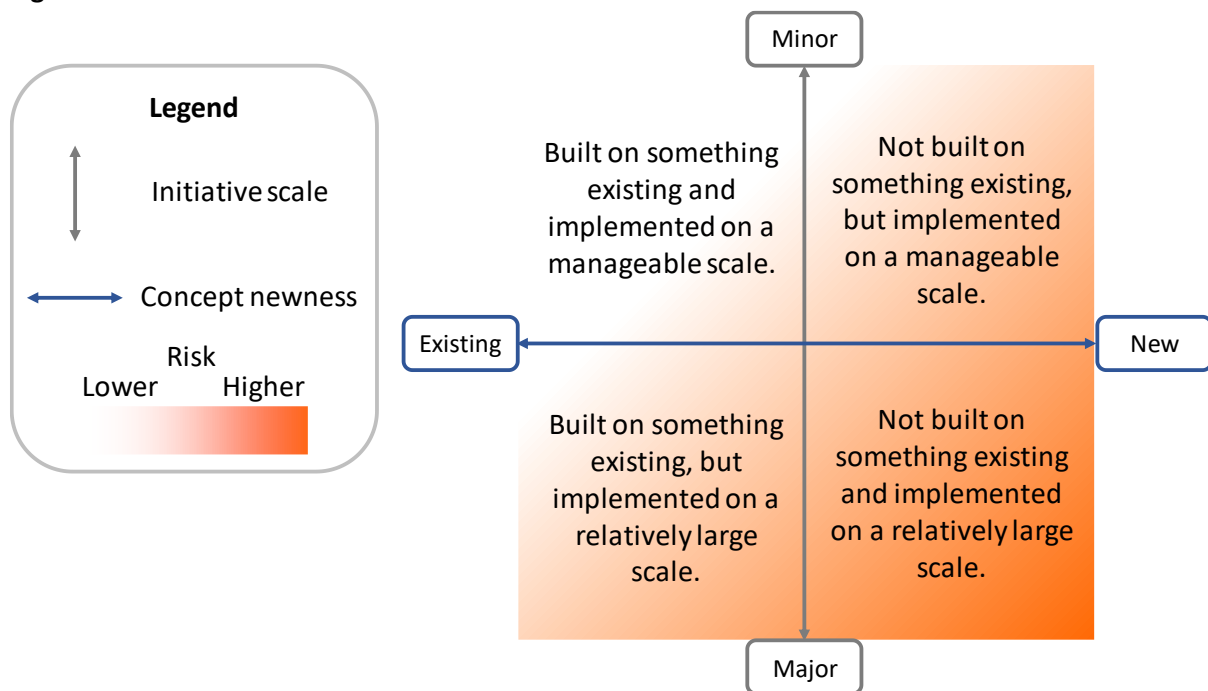 Minor
Legend
Initiative scale
Concept newness
Risk
Lower Higher
Built on something
existing and
implemented on a
manageable scale.
Not built on
something existing,
but implemented
on a manageable
scale.
Existing
New
Built on something
existing, but
implemented on a
relatively large
scale.
Not built on
something existing
and implemented
on a relatively large
scale.
Major